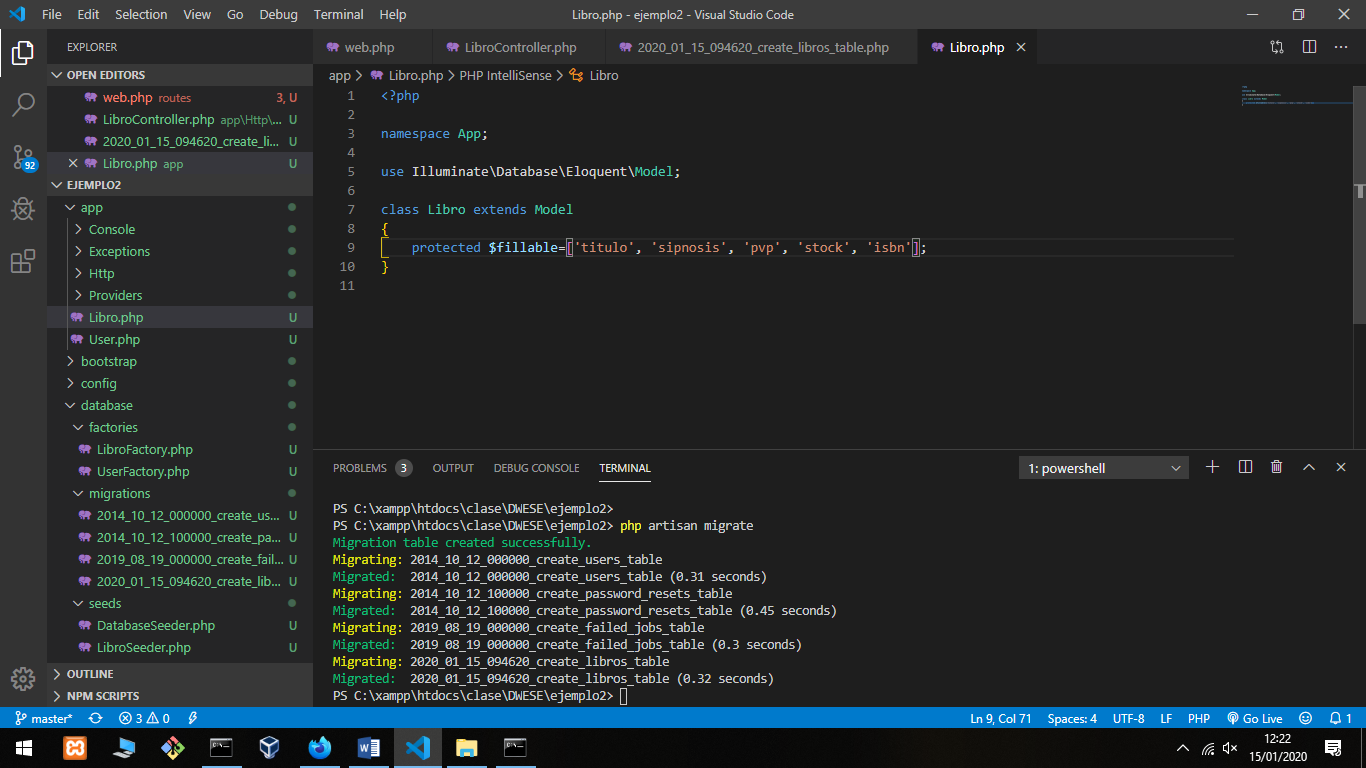 File Edit Selection View Go Debug Terminal Help
Libro.php - ejemplo2 - Visual Studio Code
EXPLORER
OPEN EDITORS
web.php routes 3, U
LibroController.php app\Http\... U
2020_01_15_094620_create_li... U
Libro.php app U
EJEMPLO2
app
Console
Exceptions
Http
Providers
Libro.php U
User.php U
bootstrap
config
database
factories
LibroFactory.php U
UserFactory.php U
migrations
2014_10_12_000000_create_us... U
2014_10_12_100000_create_pa... U
2019_08_19_000000_create_fail... U
2020_01_15_094620_create_lib... U
seeds
DatabaseSeeder.php U
LibroSeeder.php U
OUTLINE
NPM SCRIPTS
92
web.php
LibroController.php
2020_01_15_094620_create_libros_table.php
Libro.php
app > Libro.php > PHP IntelliSense > Libro
1 <?php
2
3 namespace App;
4
5 use Illuminate\Database\Eloquent\Model;
6
7 class Libro extends Model
8 {
9 protected $fillable=['titulo', 'sipnosis', 'pvp', 'stock', 'isbn'];
10 }
11
PROBLEMS 3 OUTPUT DEBUG CONSOLE TERMINAL
1: powershell
PS C:\xampp\htdocs\clase\DWESE\ejemplo2>
PS C:\xampp\htdocs\clase\DWESE\ejemplo2> php artisan migrate
Migration table created successfully.
Migrating: 2014_10_12_000000_create_users_table
Migrated: 2014_10_12_000000_create_users_table (0.31 seconds)
Migrating: 2014_10_12_100000_create_password_resets_table
Migrated: 2014_10_12_100000_create_password_resets_table (0.45 seconds)
Migrating: 2019_08_19_000000_create_failed_jobs_table
Migrated: 2019_08_19_000000_create_failed_jobs_table (0.3 seconds)
Migrating: 2020_01_15_094620_create_libros_table
Migrated: 2020_01_15_094620_create_libros_table (0.32 seconds)
PS C:\xampp\htdocs\clase\DWESE\ejemplo2>
master* 3 0
Ln 9, Col 71 Spaces: 4 UTF-8 LF PHP Go Live 1
12:22
15/01/2020